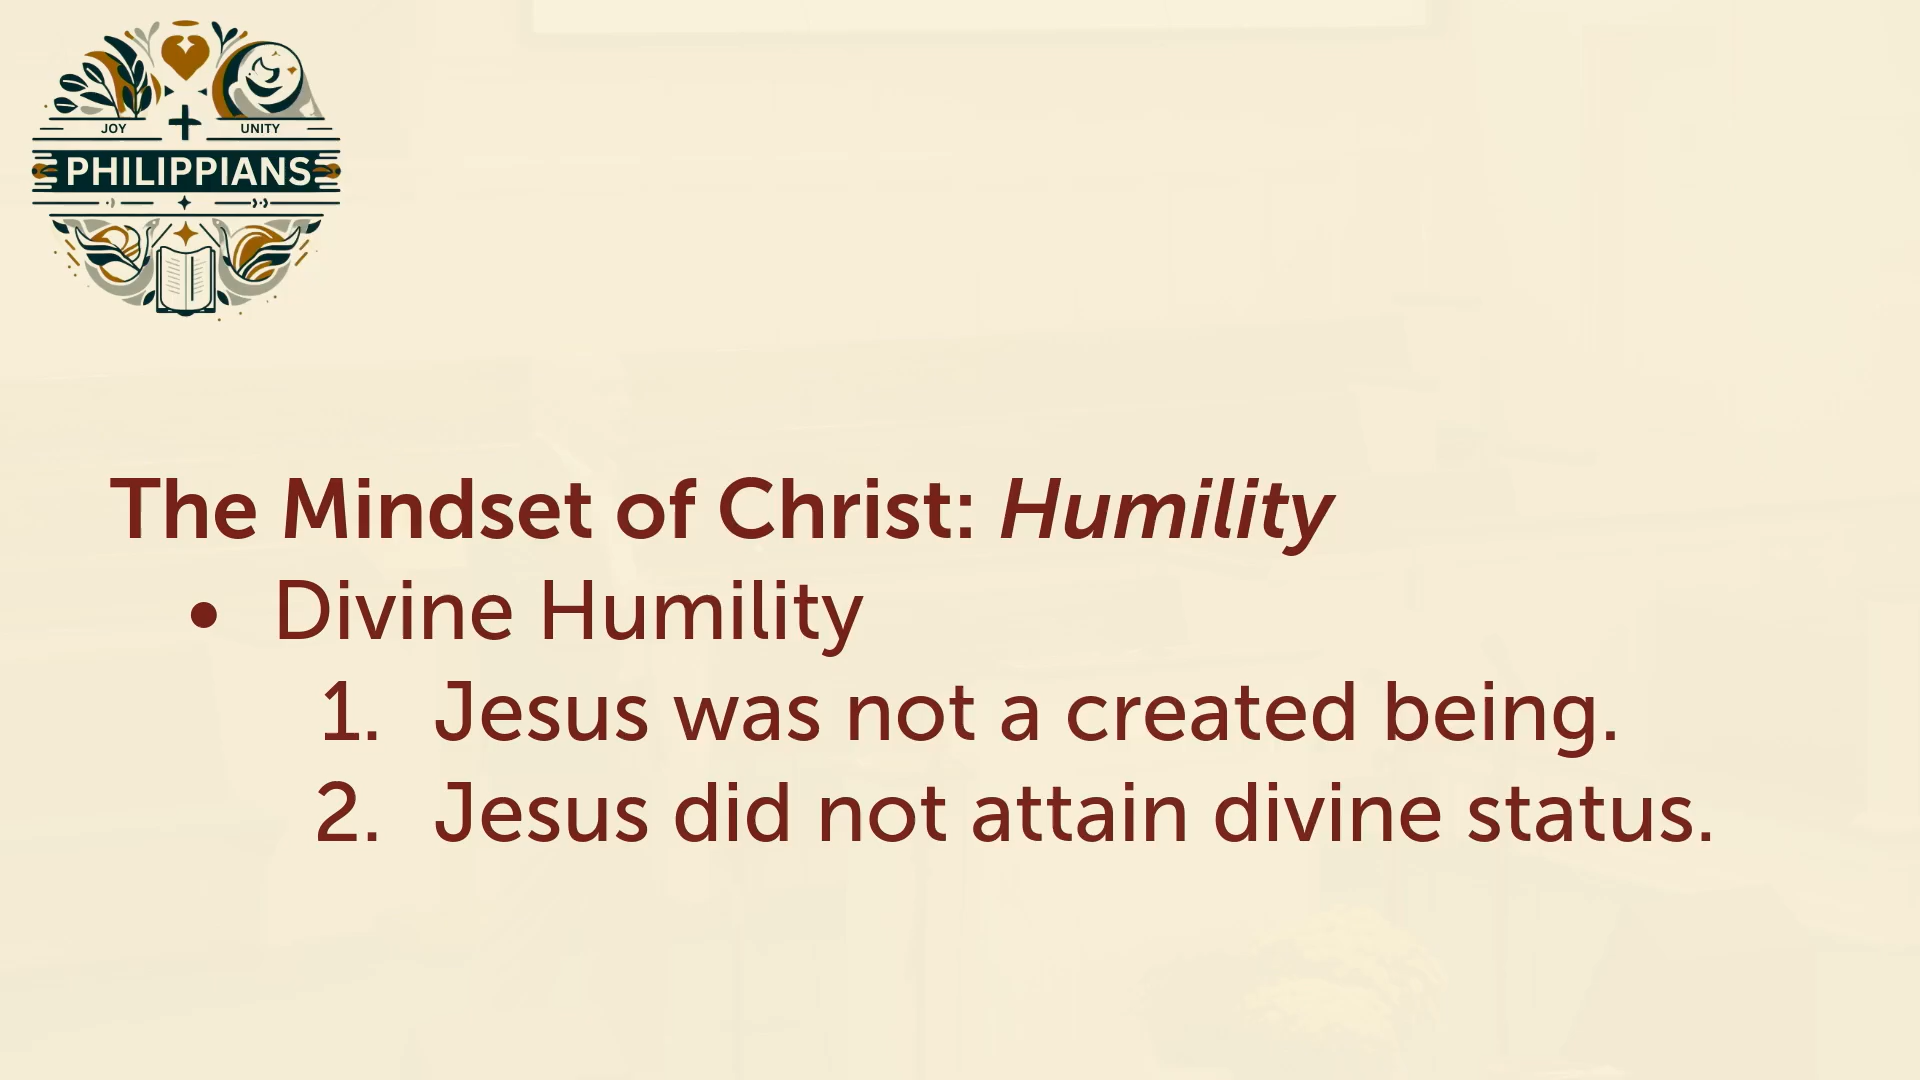 JOY
UNITY
PHILIPPIANS
The Mindset of Christ: Humility
• Divine Humility
1. Jesus was not a created being.
2. Jesus did not attain divine status.